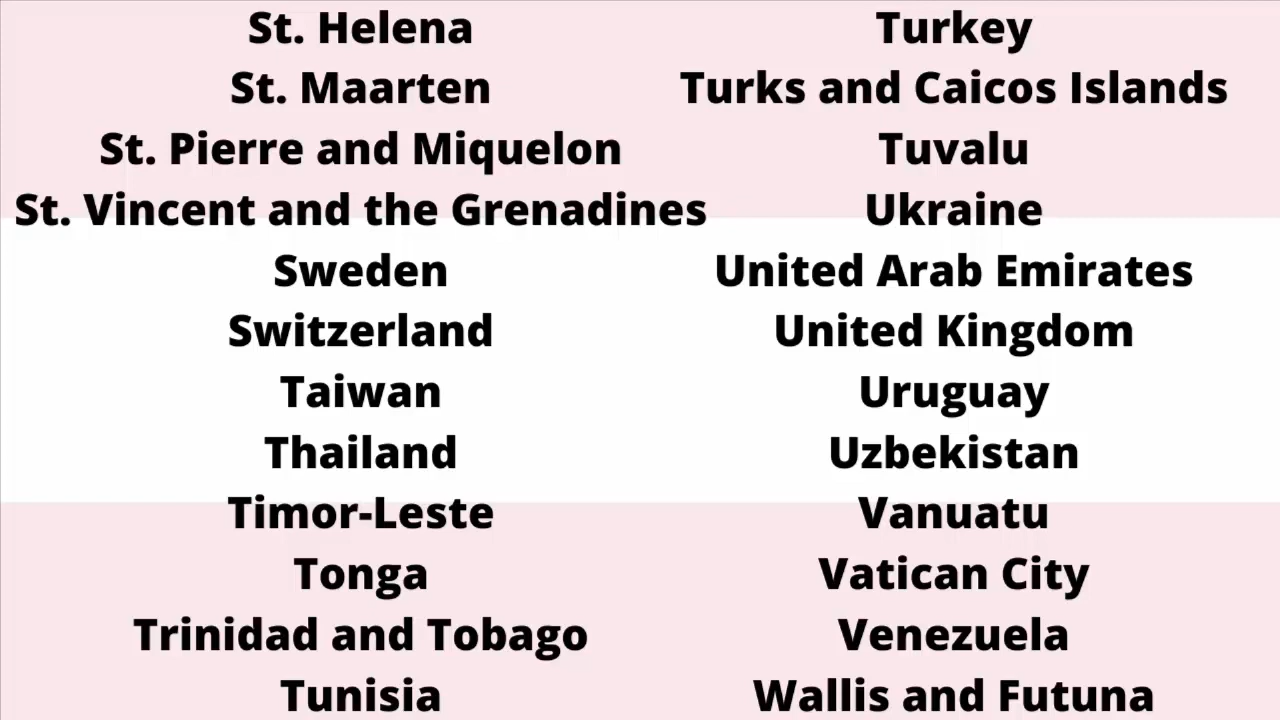 St. Helena
St. Maarten
St. Pierre and Miquelon
St. Vincent and the Grenadines
Sweden
Switzerland
Taiwan
Thailand
Timor-Leste
Tonga
Trinidad and Tobago
Tunisia
Turkey
Turks and Caicos Islands
Tuvalu
Ukraine
United Arab Emirates
United Kingdom
Uruguay
Uzbekistan
Vanuatu
Vatican City
Venezuela
Wallis and Futuna